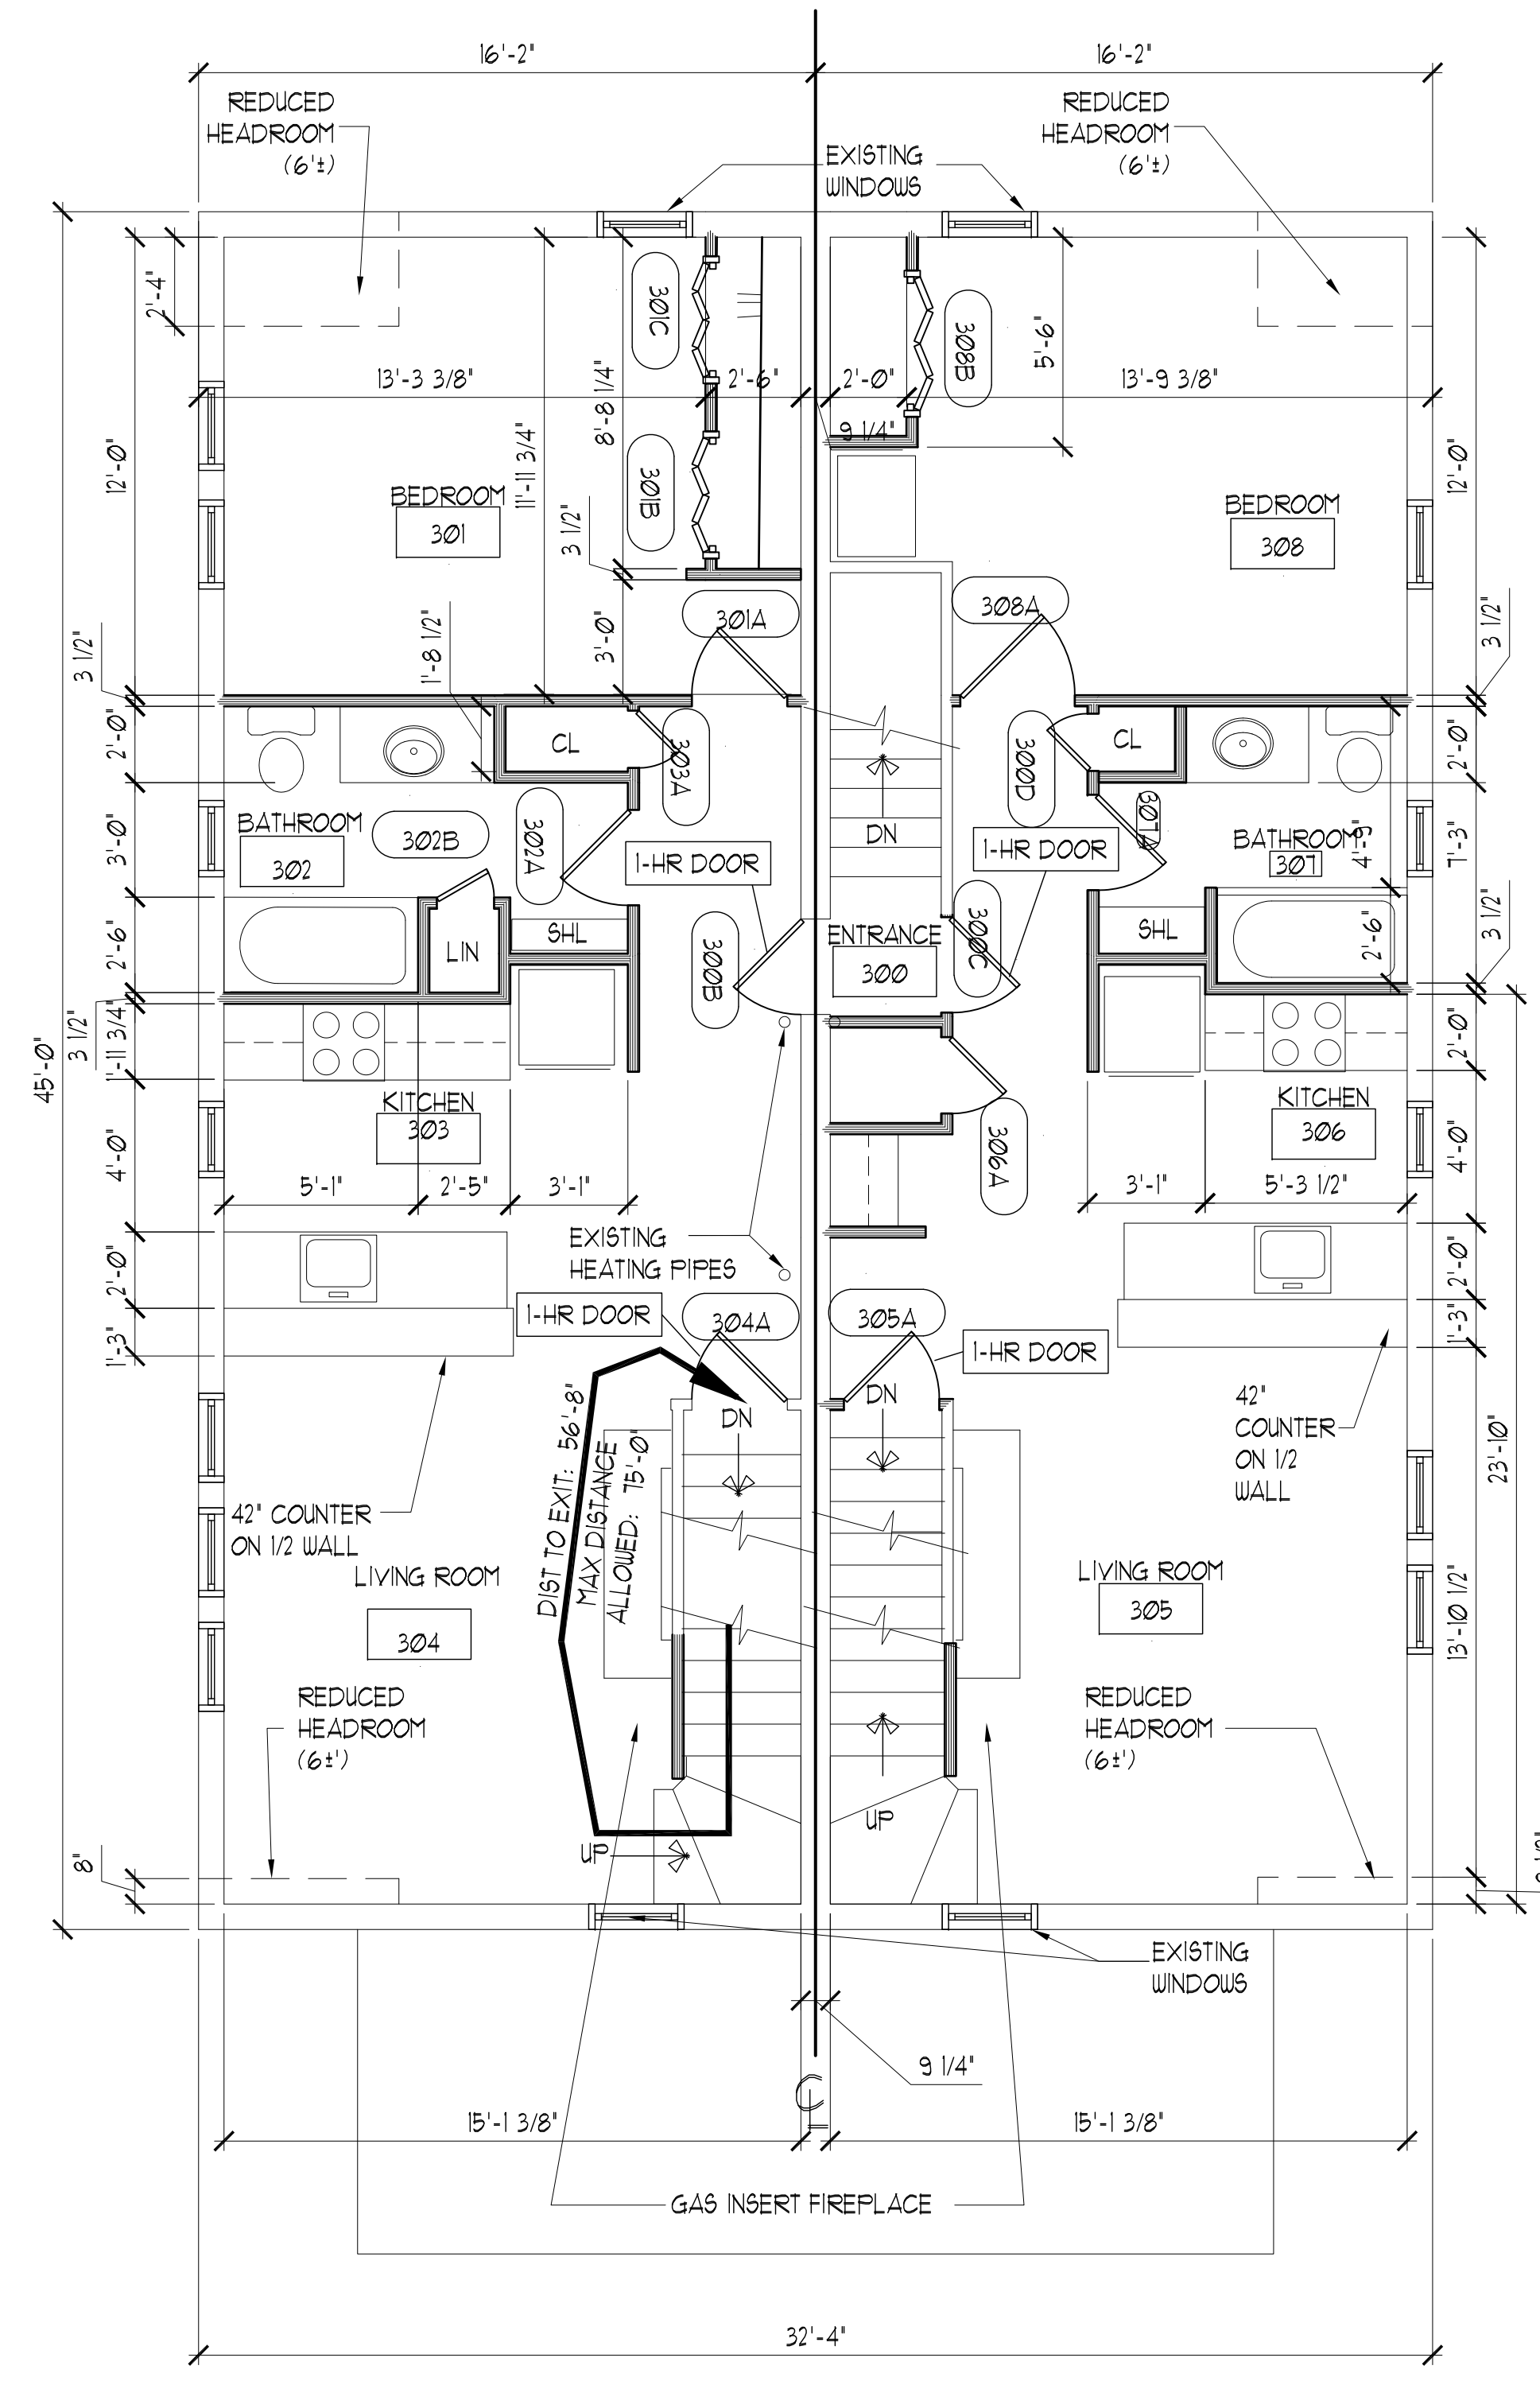 16'-2"
16'-2"
REDUCED
HEADROOM
(6'±)
REDUCED
HEADROOM
(6'±)
EXISTING
WINDOWS
2'-4"
301C
308B
5'-6"
13'-3 3/8"
8'-8 1/4"
2'-6"
2'-0"
13'-9 3/8"
9 1/4"
12'-0"
11'-11 3/4"
301B
12'-0"
BEDROOM
301
3 1/2"
BEDROOM
308
301A
308A
3 1/2"
1'-8 1/2"
3'-0"
3 1/2"
2'-0"
CL
303A
300D
CL
2'-0"
BATHROOM
302
302B
302A
3'-0"
1-HR DOOR
DN
1-HR DOOR
307A
BATHROOM
307
4'-9"
7'-3"
2'-6"
LIN
SHL
300B
ENTRANCE
300
300C
SHL
2'-6"
3 1/2"
45'-0"
3 1/2"
1'-11 3/4"
2'-0"
KITCHEN
303
KITCHEN
306
306A
4'-0"
4'-0"
5'-1"
2'-5"
3'-1"
3'-1"
5'-3 1/2"
EXISTING
HEATING PIPES
2'-0"
2'-0"
1-HR DOOR
304A
305A
1-HR DOOR
1'-3"
1'-3"
DN
DN
42"
COUNTER
ON 1/2
WALL
23'-10"
DIST TO EXIT: 56'-8"
MAX DISTANCE
ALLOWED: 75'-0"
42" COUNTER
ON 1/2 WALL
LIVING ROOM
304
LIVING ROOM
305
13'-10 1/2"
REDUCED
HEADROOM
(6±')
REDUCED
HEADROOM
(6±')
UP
UP
8"
EXISTING
WINDOWS
9 1/4"
CL
15'-1 3/8"
15'-1 3/8"
GAS INSERT FIREPLACE
32'-4"